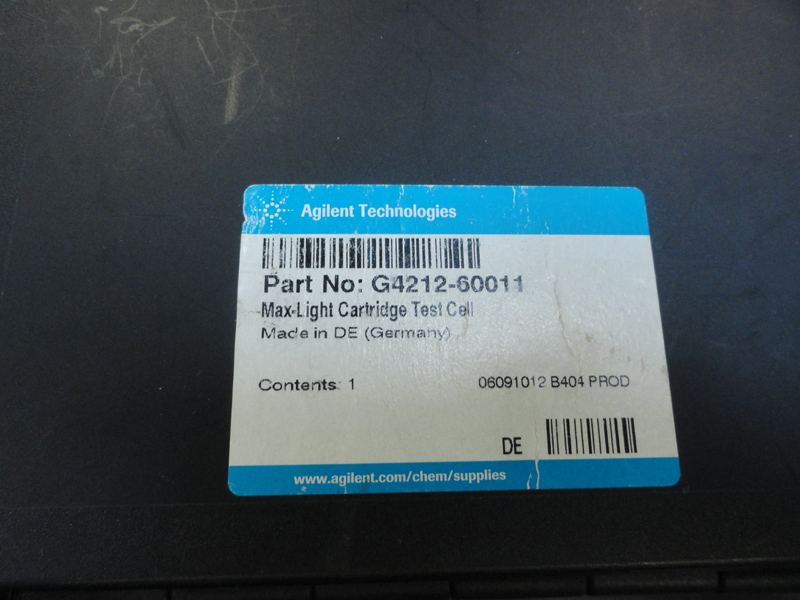 Agilent Technologies
Part No: G4212-60011
Max-Light Cartridge Test Cell
Made in DE (Germany)
Contents: 1
06091012 B404 PROD
DE
www.agilent.com/chem/supplies